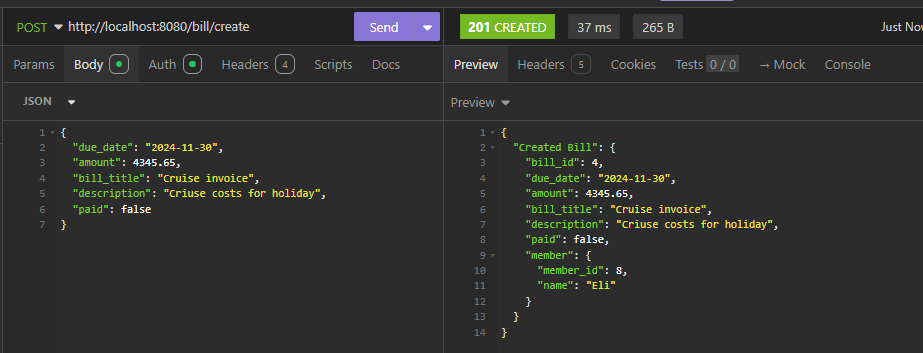 POST http://localhost:8080/bill/create Send
201 CREATED 37 ms 265 B Just Now
Params Body Auth Headers 4 Scripts Docs
Preview Headers 5 Cookies Tests 0 / 0 → Mock Console
JSON
Preview
1 {
2 "due_date": "2024-11-30",
3 "amount": 4345.65,
4 "bill_title": "Cruise invoice",
5 "description": "Criuse costs for holiday",
6 "paid": false
7 }
1 {
2 "Created Bill": {
3 "bill_id": 4,
4 "due_date": "2024-11-30",
5 "amount": 4345.65,
6 "bill_title": "Cruise invoice",
7 "description": "Criuse costs for holiday",
8 "paid": false,
9 "member": {
10 "member_id": 8,
11 "name": "Eli"
12 }
13 }
14 }